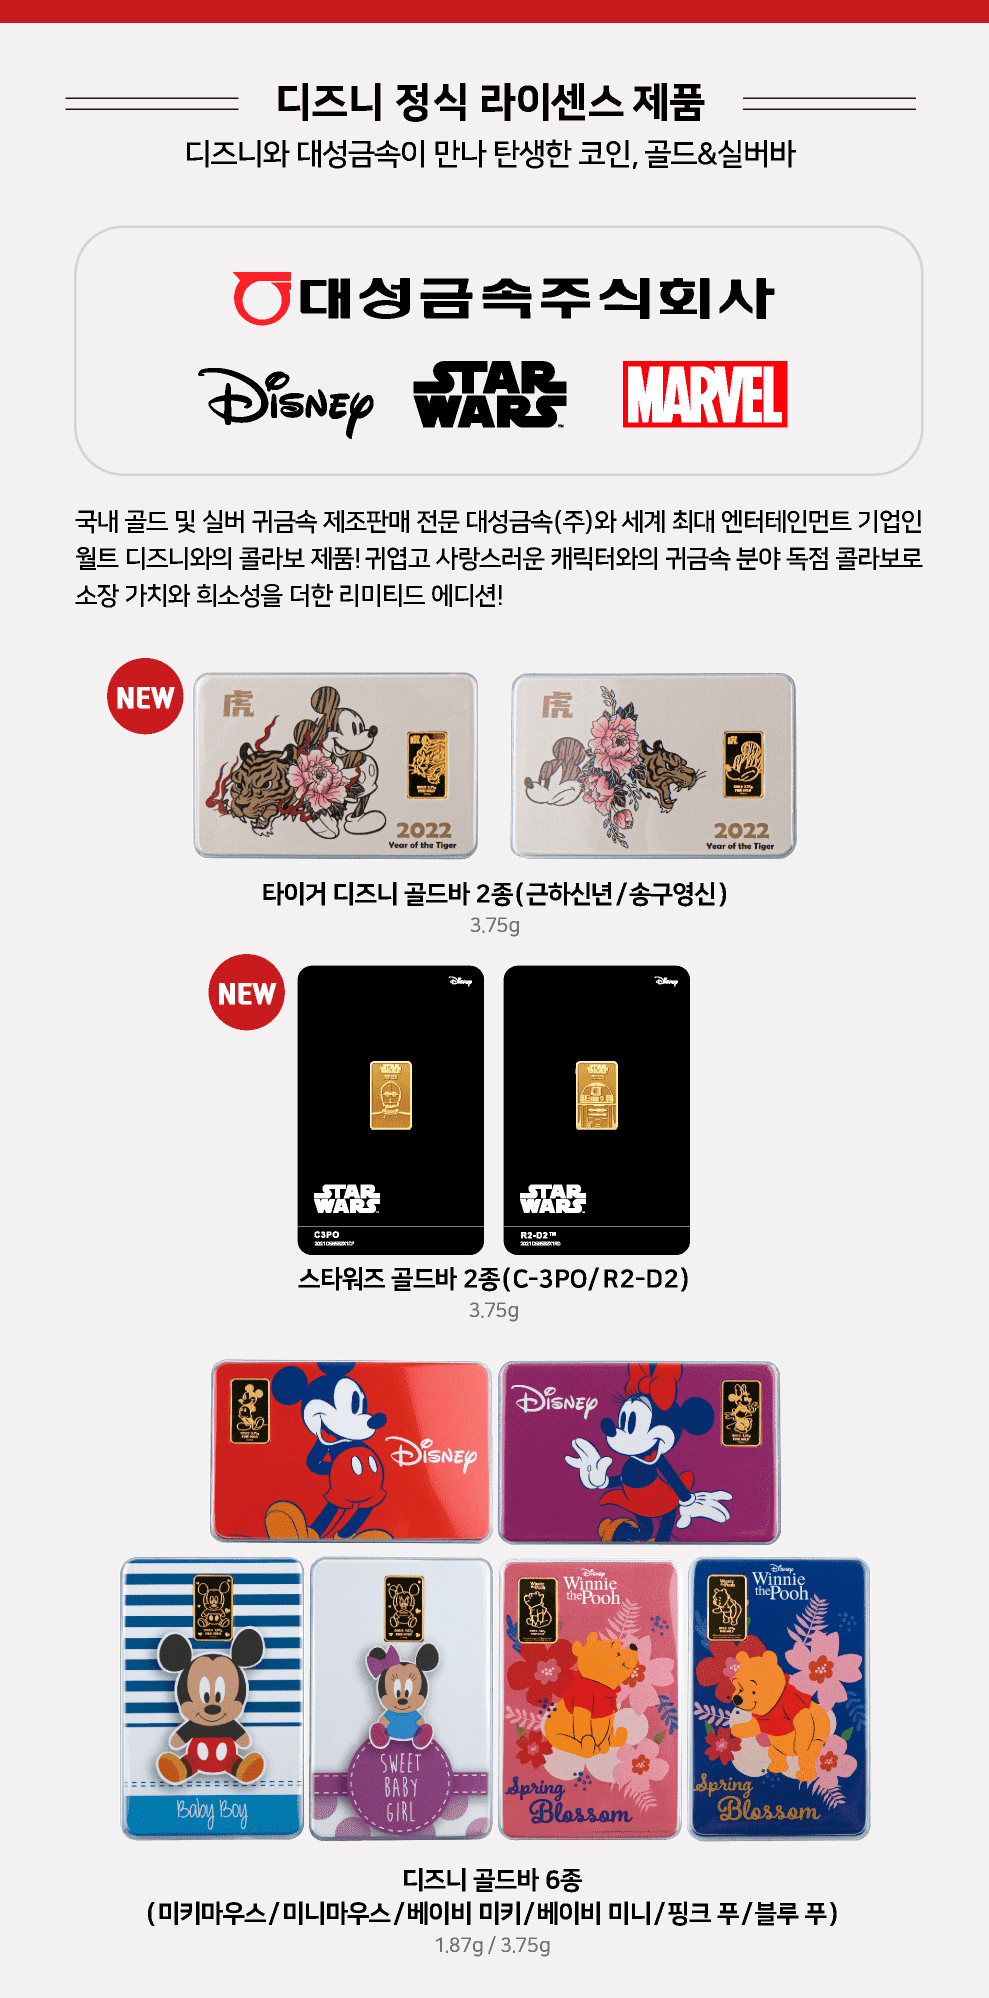 디즈니 정식 라이센스 제품
디즈니와 대성금속이 만나 탄생한 코인, 골드&실버바
대성금속주식회사
Disney STAR WARS™ MARVEL
국내 골드 및 실버 귀금속 제조판매 전문 대성금속(주)와 세계 최대 엔터테인먼트 기업인
월트 디즈니와의 콜라보 제품! 귀엽고 사랑스러운 캐릭터와의 귀금속 분야 독점 콜라보로
소장 가치와 희소성을 더한 리미티드 에디션!
NEW
虎
2022
Year of the Tiger
虎
2022
Year of the Tiger
타이거 디즈니 골드바 2종(근하신년/송구영신)
3.75g
NEW
Disney
STAR
WARS
C3PO
Disney
STAR
WARS
R2-D2™
스타워즈 골드바 2종(C-3PO/R2-D2)
3.75g
Disney
Disney
Baby Boy
SWEET
BABY
GIRL
Disney
Winnie
the Pooh
Spring
Blossom
Disney
Winnie
the Pooh
Spring
Blossom
디즈니 골드바 6종
(미키마우스/미니마우스/베이비 미키/베이비 미니/핑크 푸/블루 푸)
1.87g / 3.75g